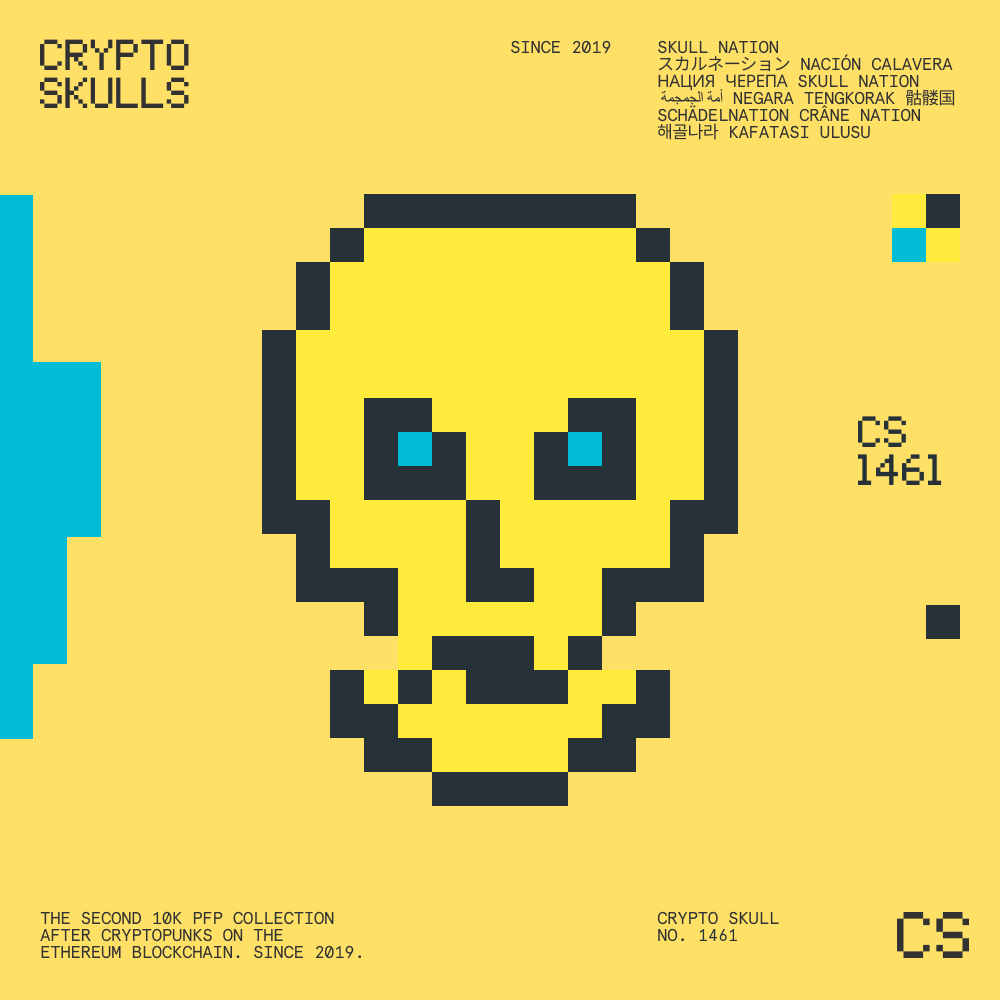 CRYPTO
SKULLS
SINCE 2019
SKULL NATION
スカルネーション NACIÓN CALAVERA
НАЦИЯ ЧЕРЕПА SKULL NATION
أمة الجمجمة NEGARA TENGKORAK 骷髅国
SCHÄDELNATION CRÂNE NATION
해골나라 KAFATASI ULUSU
CS
1461
THE SECOND 10K PFP COLLECTION
AFTER CRYPTOPUNKS ON THE
ETHEREUM BLOCKCHAIN. SINCE 2019.
CRYPTO SKULL
NO. 1461
CS